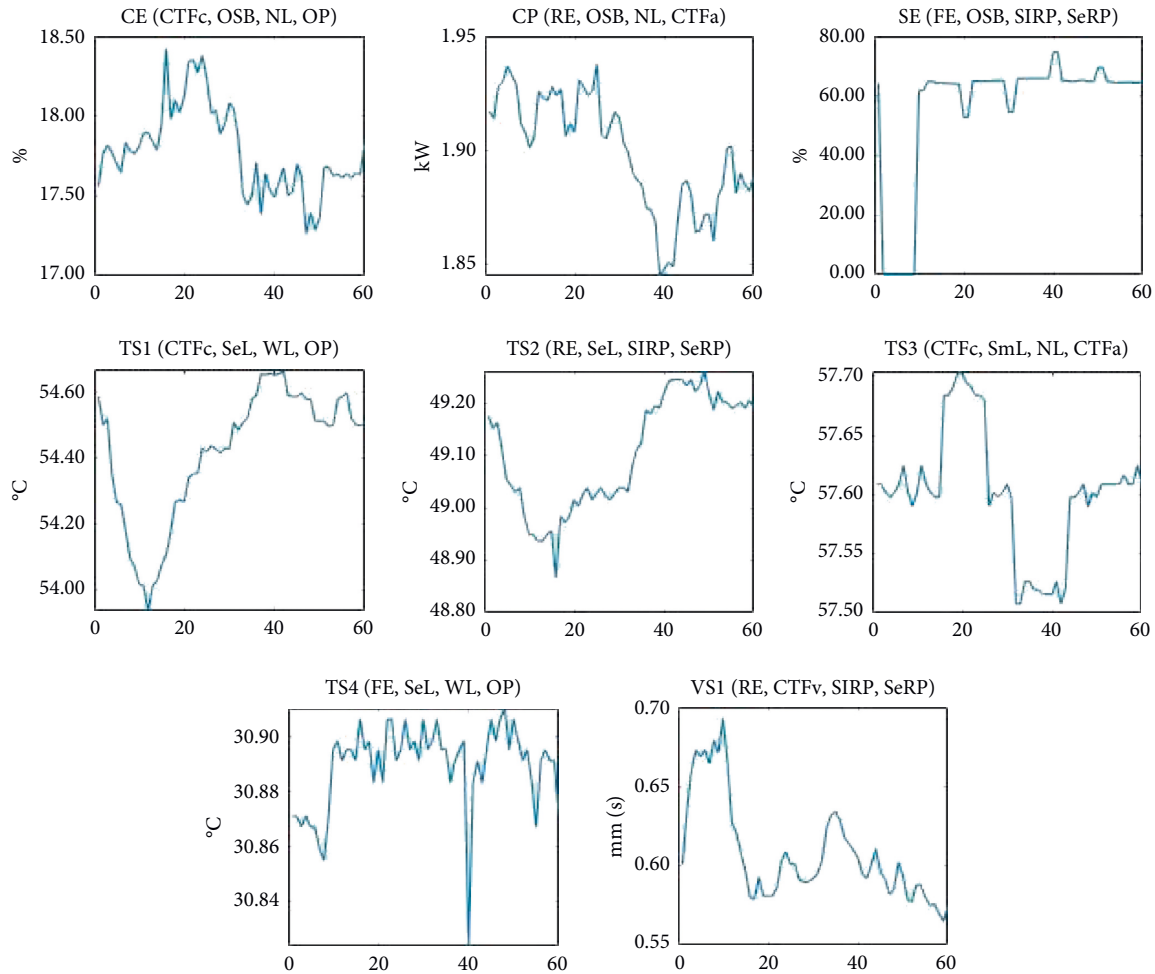 CE (CTFc, OSB, NL, OP)
18.50
18.00
17.50
17.00
%
0 20 40 60
CP (RE, OSB, NL, CTFa)
1.95
1.90
1.85
kW
0 20 40 60
SE (FE, OSB, SIRP, SeRP)
80.00
60.00
40.00
20.00
0.00
%
0 20 40 60
TS1 (CTFc, SeL, WL, OP)
54.60
54.40
54.20
54.00
°C
0 20 40 60
TS2 (RE, SeL, SIRP, SeRP)
49.20
49.10
49.00
48.90
48.80
°C
0 20 40 60
TS3 (CTFc, SmL, NL, CTFa)
57.70
57.65
57.60
57.55
57.50
°C
0 20 40 60
TS4 (FE, SeL, WL, OP)
30.90
30.88
30.86
30.84
°C
0 20 40 60
VS1 (RE, CTFv, SIRP, SeRP)
0.70
0.65
0.60
0.55
mm (s)
0 20 40 60